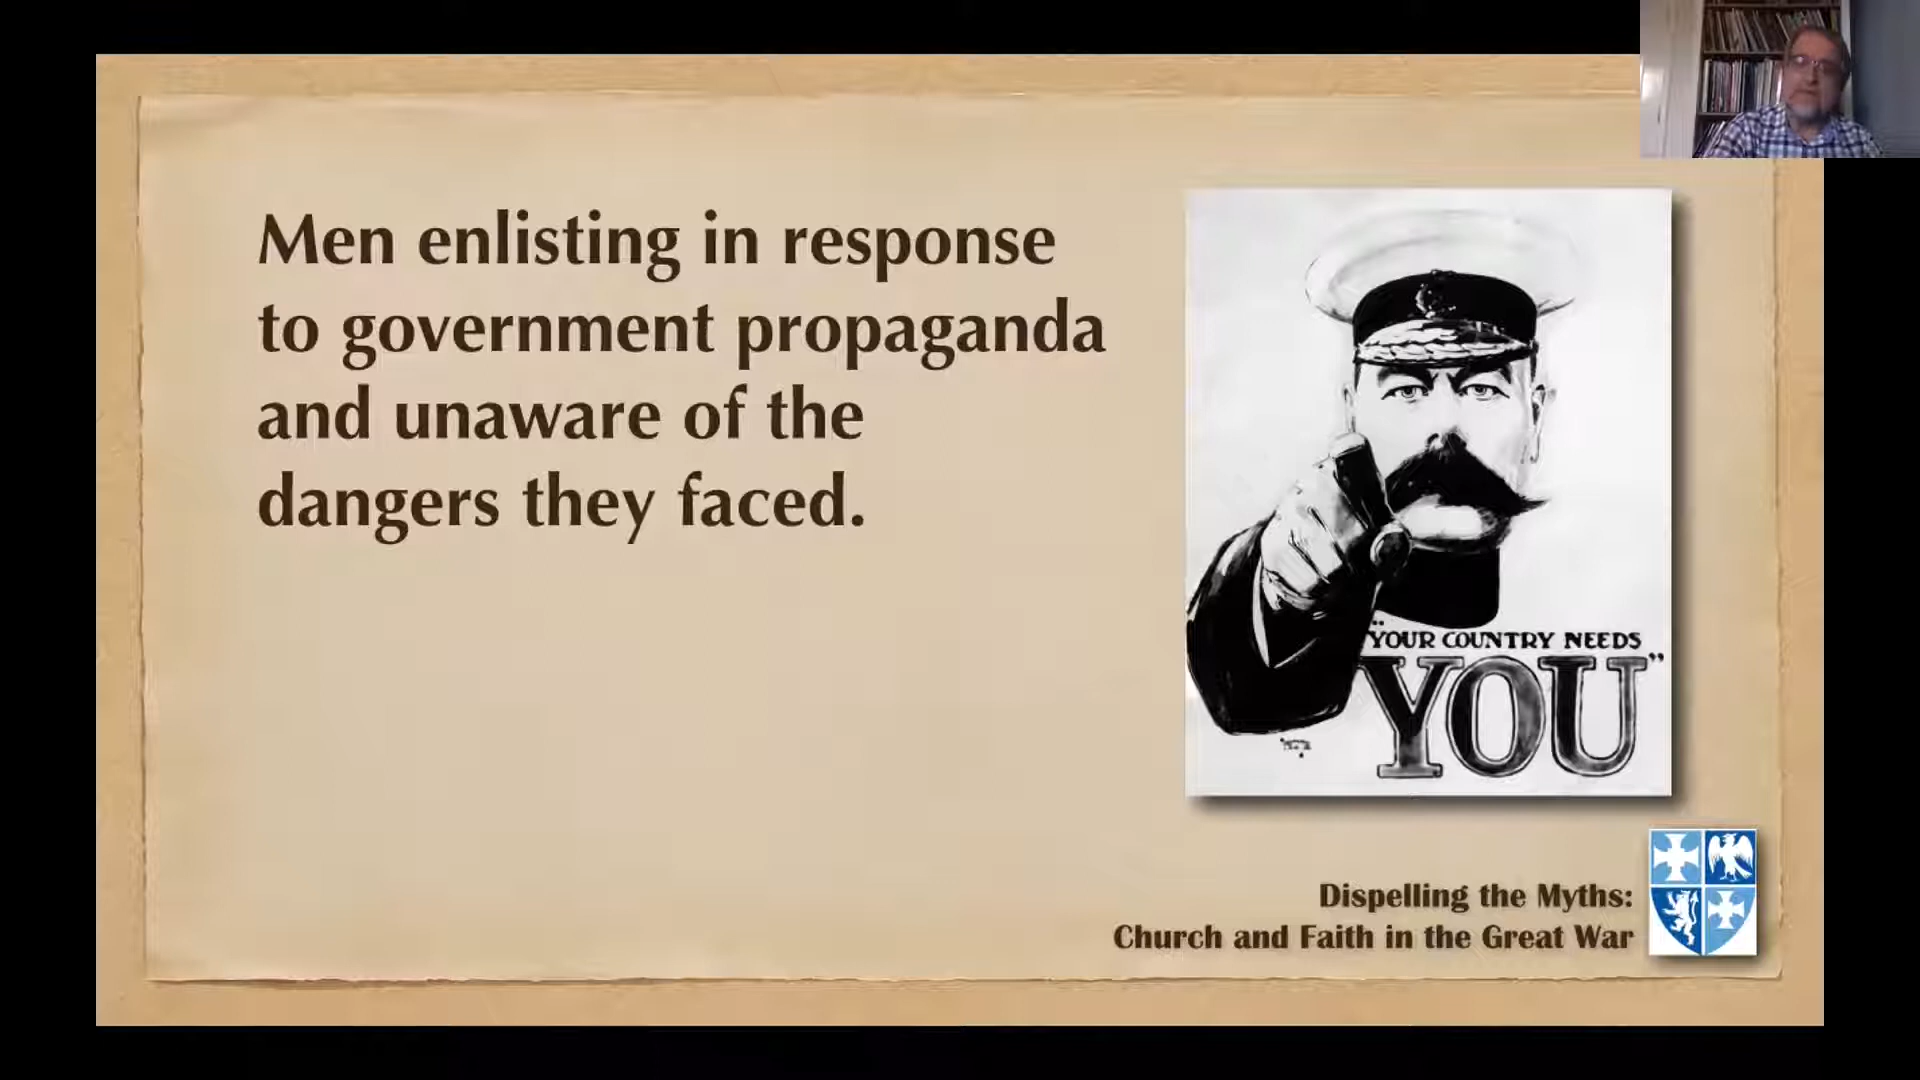 Men enlisting in response
to government propaganda
and unaware of the
dangers they faced.
"YOUR COUNTRY NEEDS
YOU"
Dispelling the Myths:
Church and Faith in the Great War